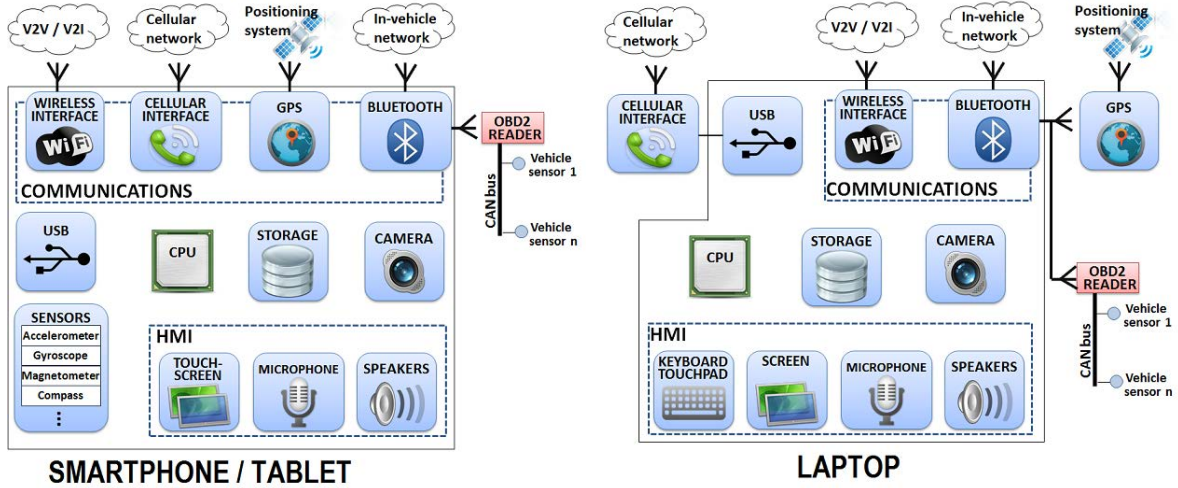 V2V / V2I
Cellular
network
Positioning
system
In-vehicle
network
WIRELESS
INTERFACE
WiFi
CELLULAR
INTERFACE
GPS
BLUETOOTH
OBD2
READER
COMMUNICATIONS
CAN bus
Vehicle
sensor 1
Vehicle
sensor n
USB
CPU
STORAGE
CAMERA
SENSORS
Accelerometer
Gyroscope
Magnetometer
Compass
HMI
TOUCH-
SCREEN
MICROPHONE
SPEAKERS
SMARTPHONE / TABLET
Cellular
network
V2V / V2I
In-vehicle
network
Positioning
system
CELLULAR
INTERFACE
USB
WIRELESS
INTERFACE
WiFi
BLUETOOTH
GPS
COMMUNICATIONS
CPU
STORAGE
CAMERA
OBD2
READER
CAN bus
Vehicle
sensor 1
Vehicle
sensor n
HMI
KEYBOARD
TOUCHPAD
SCREEN
MICROPHONE
SPEAKERS
LAPTOP